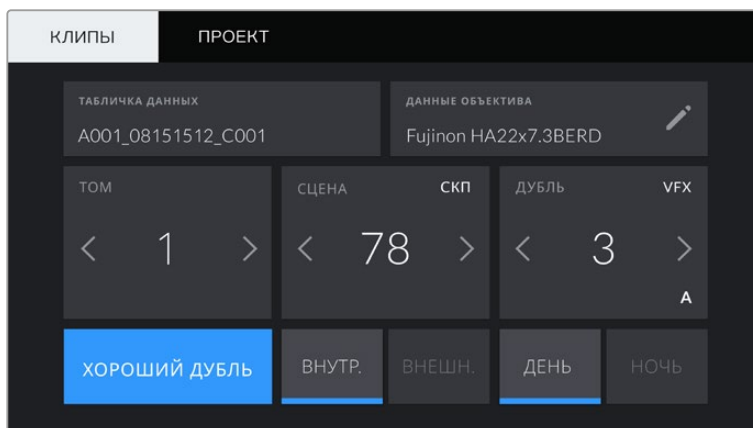 КЛИПЫ ПРОЕКТ
ТАБЛИЧКА ДАННЫХ
A001_08151512_C001
ДАННЫЕ ОБЪЕКТИВА
Fujinon HA22x7.3BERD
ТОМ
1
СЦЕНА СКП
78
ДУБЛЬ VFX
3
A
ХОРОШИЙ ДУБЛЬ
ВНУТР.
ВНЕШН.
ДЕНЬ
НОЧЬ